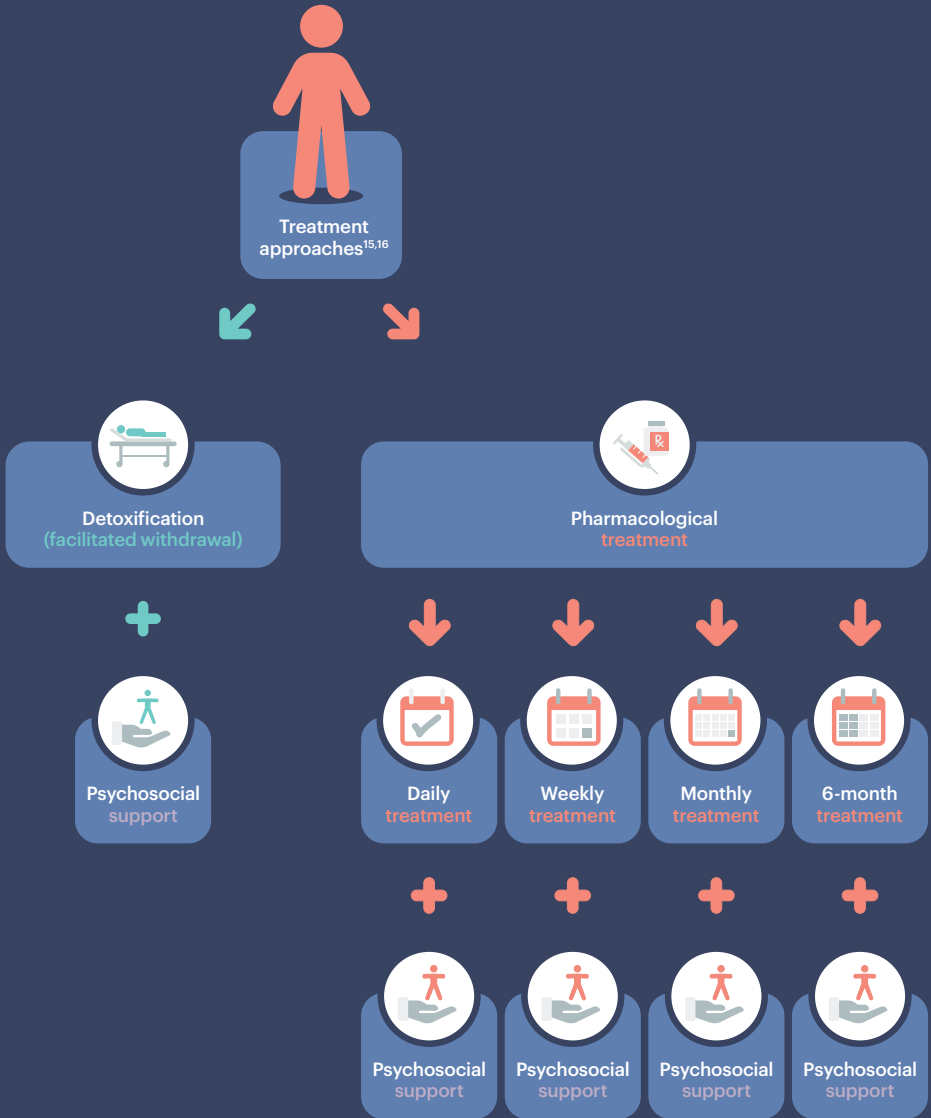 Treatment
approaches15,16
Detoxification
(facilitated withdrawal)
Pharmacological
treatment
Rx
Psychosocial
support
Daily
treatment
Weekly
treatment
Monthly
treatment
6-month
treatment
Psychosocial
support
Psychosocial
support
Psychosocial
support
Psychosocial
support